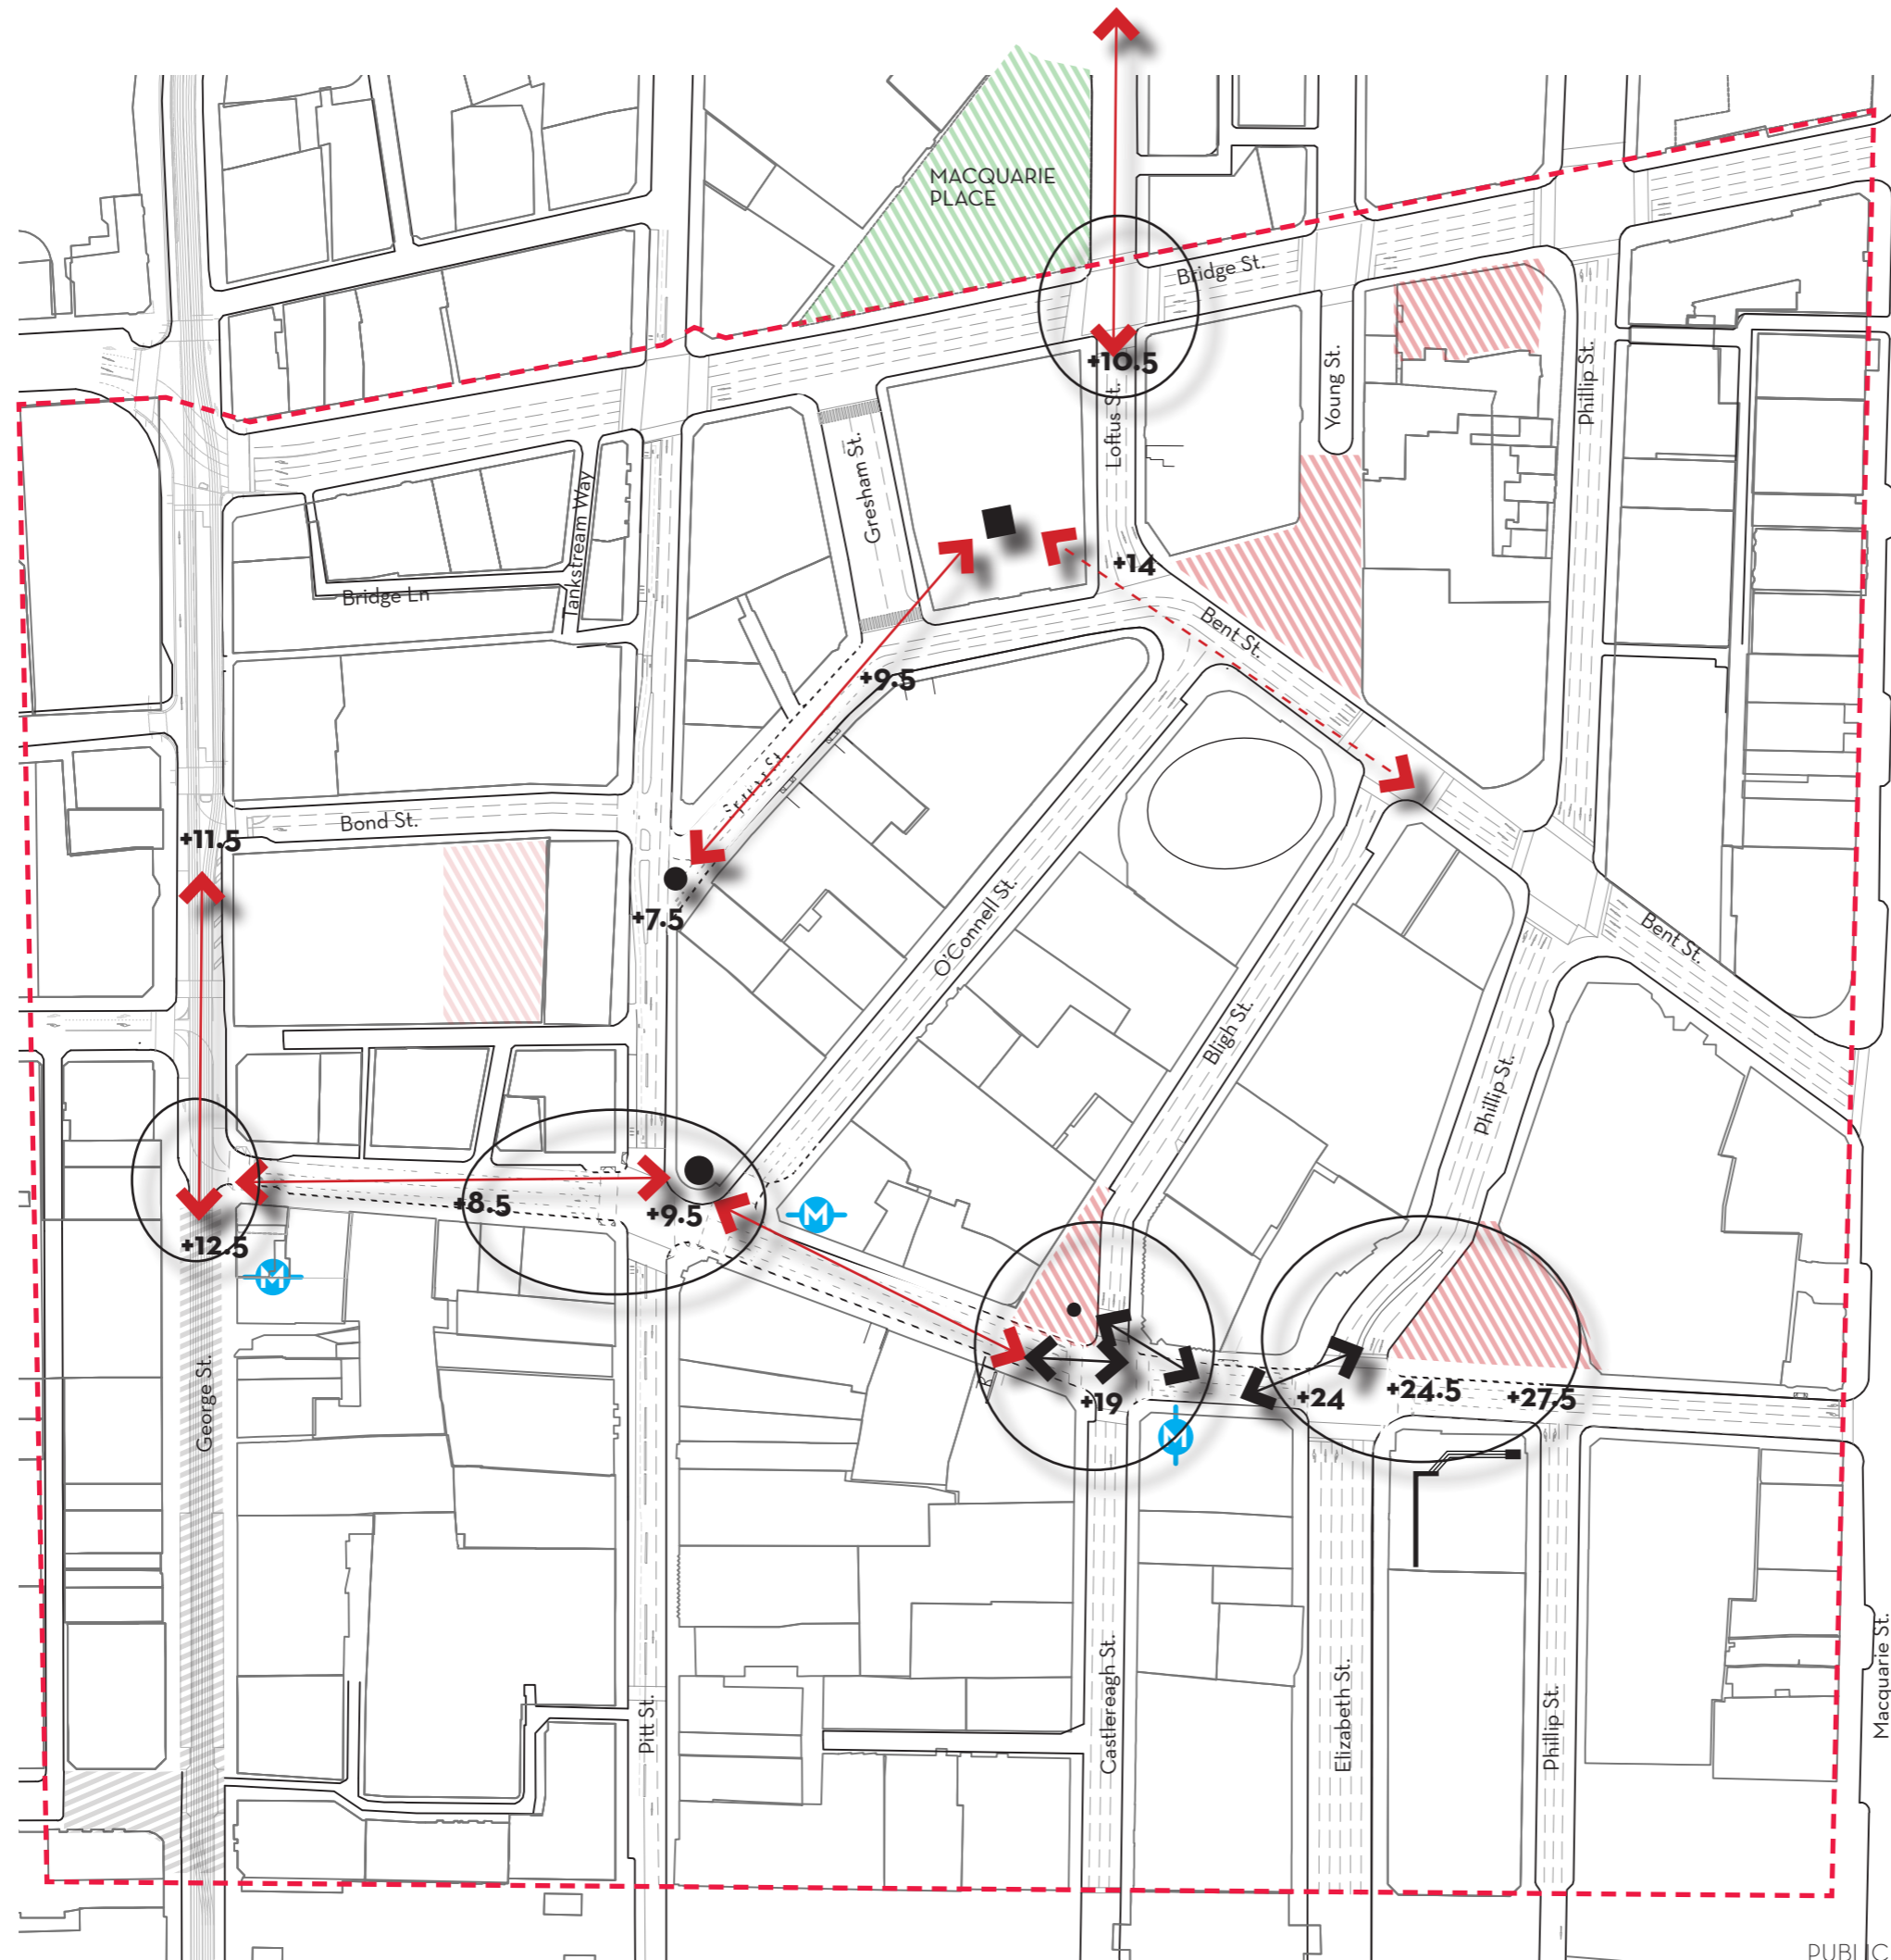 MACQUARIE
PLACE
Bridge St.
+10.5
Loftus St.
Young St.
Phillip St.
Gresham St.
Tankstream Way
Bridge Ln
+14
Bent St.
+9.5
Bond St.
+11.5
+7.5
O'Connell St.
Bent St.
Bligh St.
Phillip St.
+8.5
+9.5
M
+12.5
M
+19
M
+24
+24.5
+27.5
George St.
Pitt St.
Castlereagh St.
Elizabeth St.
Phillip St.
Macquarie St.
PUBLIC